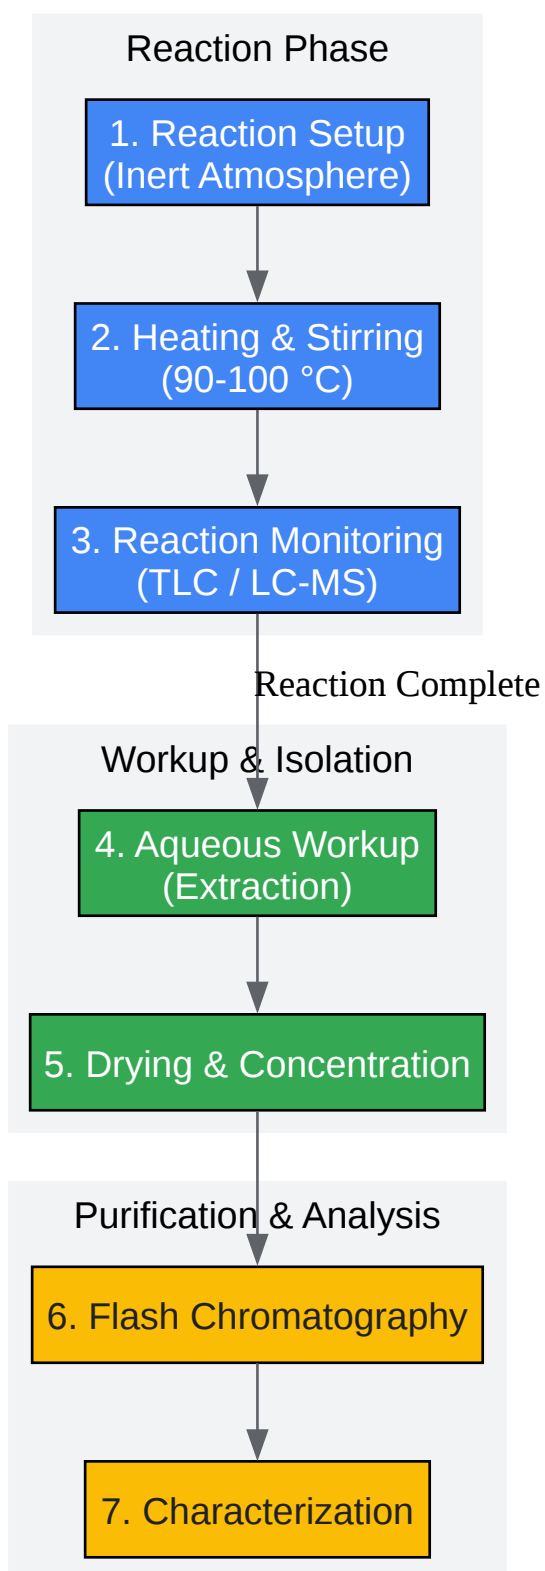 Reaction Phase
1. Reaction Setup
(Inert Atmosphere)
2. Heating & Stirring
(90-100 °C)
3. Reaction Monitoring
(TLC / LC-MS)
Reaction Complete
Workup & Isolation
4. Aqueous Workup
(Extraction)
5. Drying & Concentration
Purification & Analysis
6. Flash Chromatography
7. Characterization